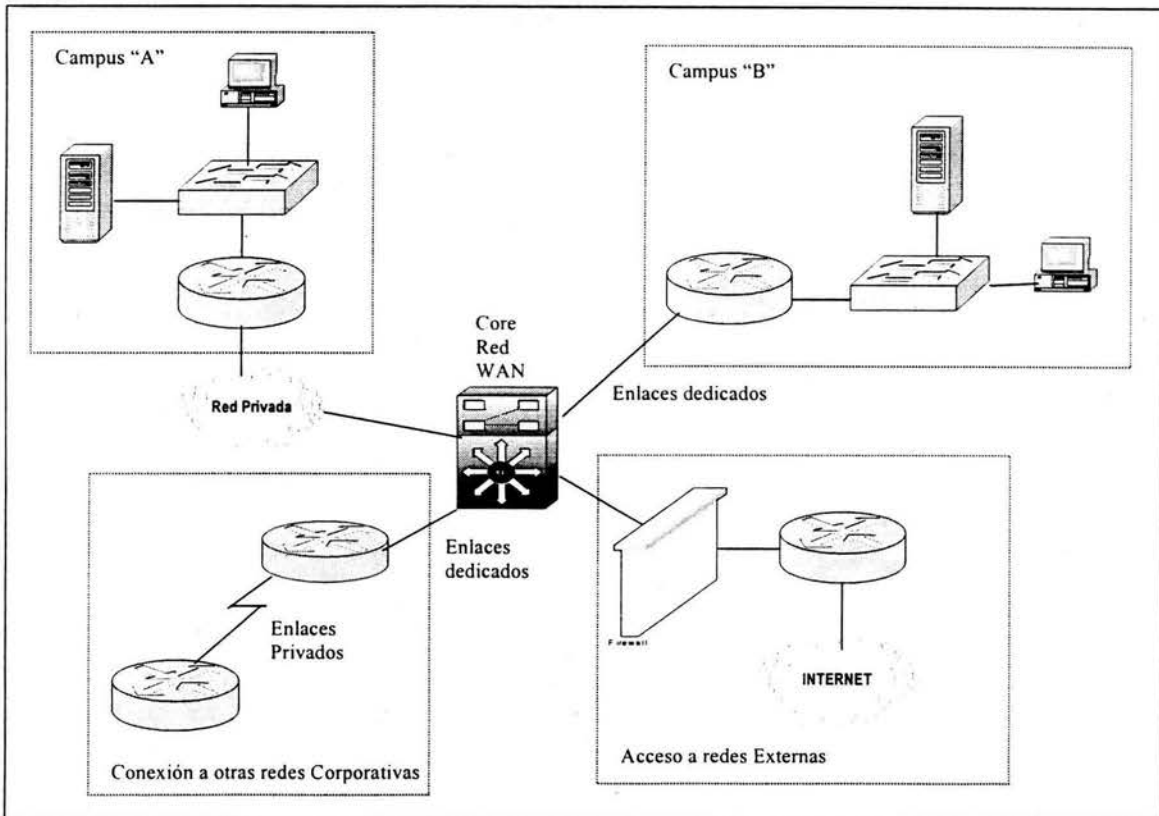 Campus “A”
Campus “B”
Core
Red
WAN
Red Privada
Enlaces dedicados
Enlaces
dedicados
Enlaces
Privados
Firewall
INTERNET
Conexión a otras redes Corporativas
Acceso a redes Externas